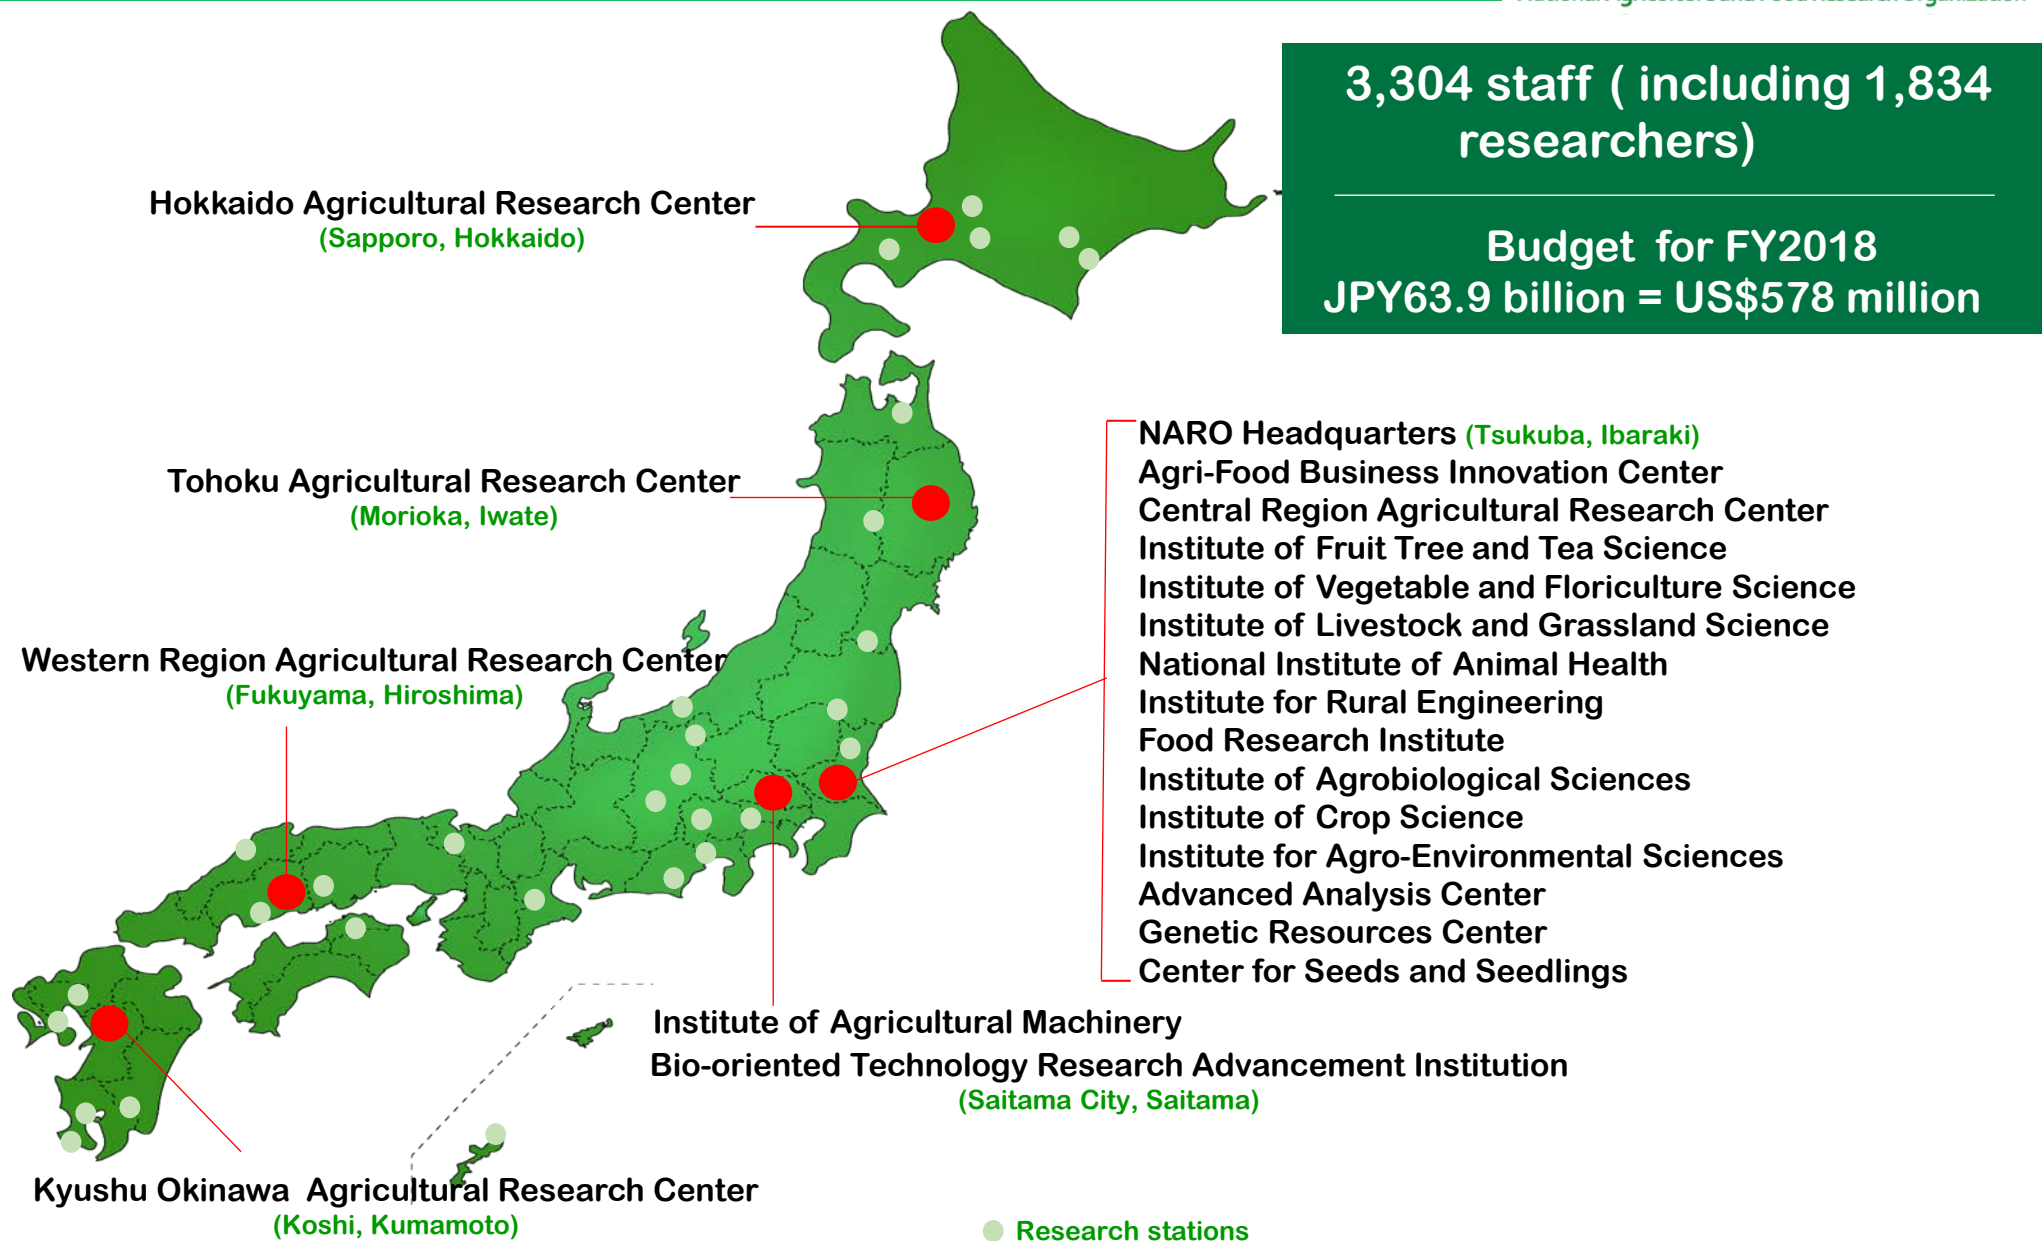 3,304 staff ( including 1,834
researchers)
Budget for FY2018
JPY63.9 billion = US$578 million
Hokkaido Agricultural Research Center
(Sapporo, Hokkaido)
Tohoku Agricultural Research Center
(Morioka, Iwate)
Western Region Agricultural Research Center
(Fukuyama, Hiroshima)
NARO Headquarters (Tsukuba, Ibaraki)
Agri-Food Business Innovation Center
Central Region Agricultural Research Center
Institute of Fruit Tree and Tea Science
Institute of Vegetable and Floriculture Science
Institute of Livestock and Grassland Science
National Institute of Animal Health
Institute for Rural Engineering
Food Research Institute
Institute of Agrobiological Sciences
Institute of Crop Science
Institute for Agro-Environmental Sciences
Advanced Analysis Center
Genetic Resources Center
Center for Seeds and Seedlings
Institute of Agricultural Machinery
Bio-oriented Technology Research Advancement Institution
(Saitama City, Saitama)
Kyushu Okinawa Agricultural Research Center
(Koshi, Kumamoto)
Research stations